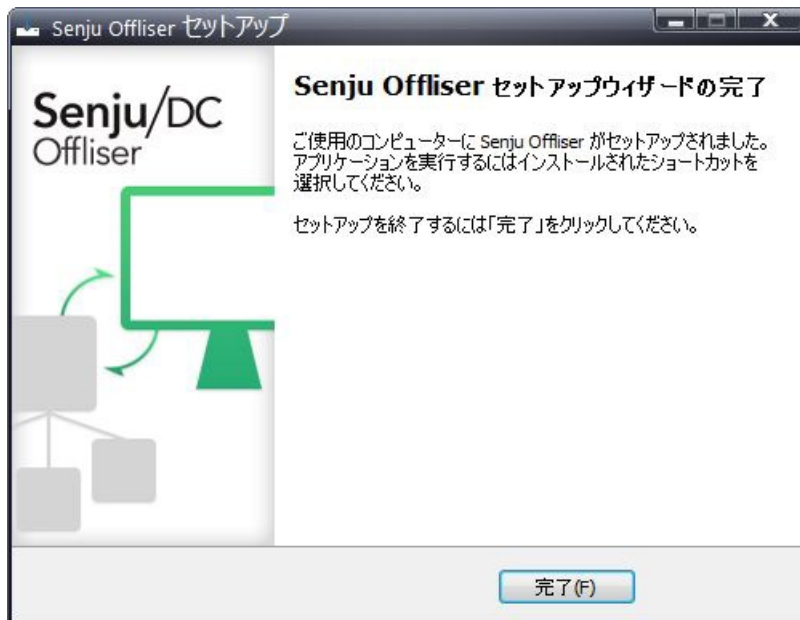 Senju Offliser セットアップ
Senju/DC
Offliser
Senju Offliser セットアップウィザードの完了
ご使用のコンピューターに Senju Offliser がセットアップされました。
アプリケーションを実行するにはインストールされたショートカットを
選択してください。
セットアップを終了するには「完了」をクリックしてください。
完了(F)